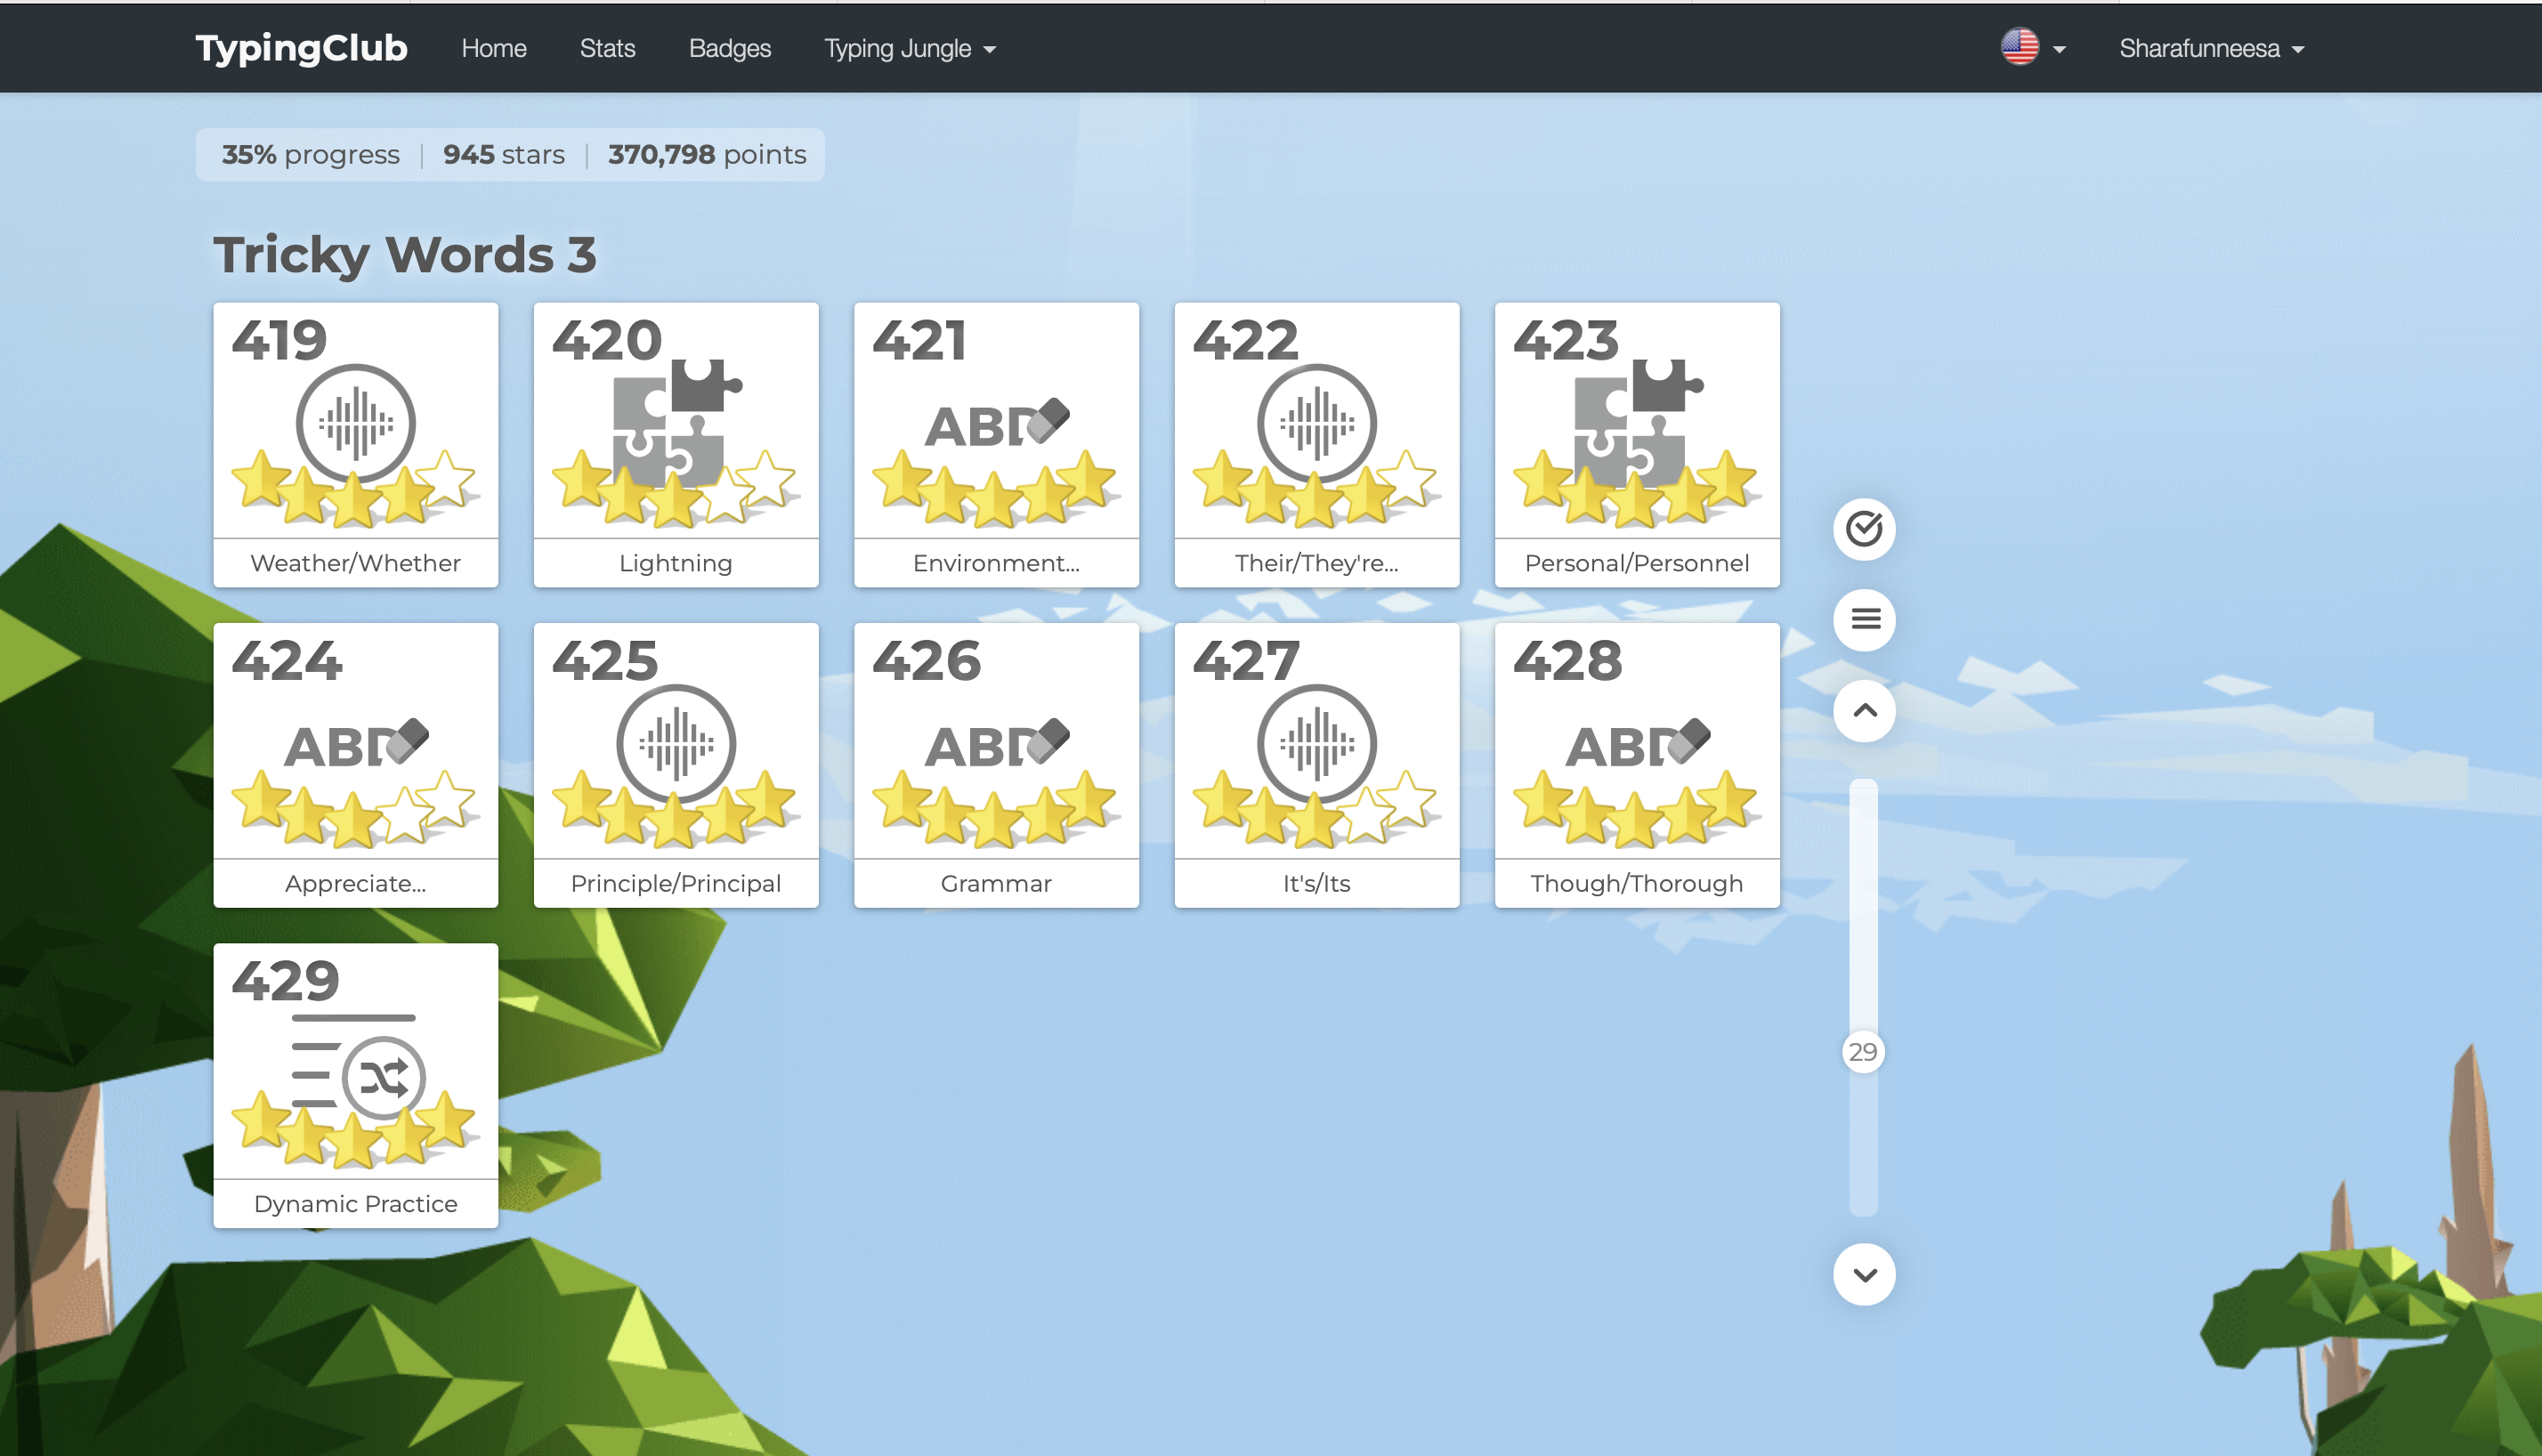 TypingClub Home Stats Badges Typing Jungle Sharafunneesa
35% progress | 945 stars | 370,798 points
Tricky Words 3
419 420 421 422 423
ABD
Weather/Whether Lightning Environment... Their/They're... Personal/Personnel
424 425 426 427 428
ABD ABD ABD
Appreciate... Principle/Principal Grammar It's/Its Though/Thorough
429
29
Dynamic Practice